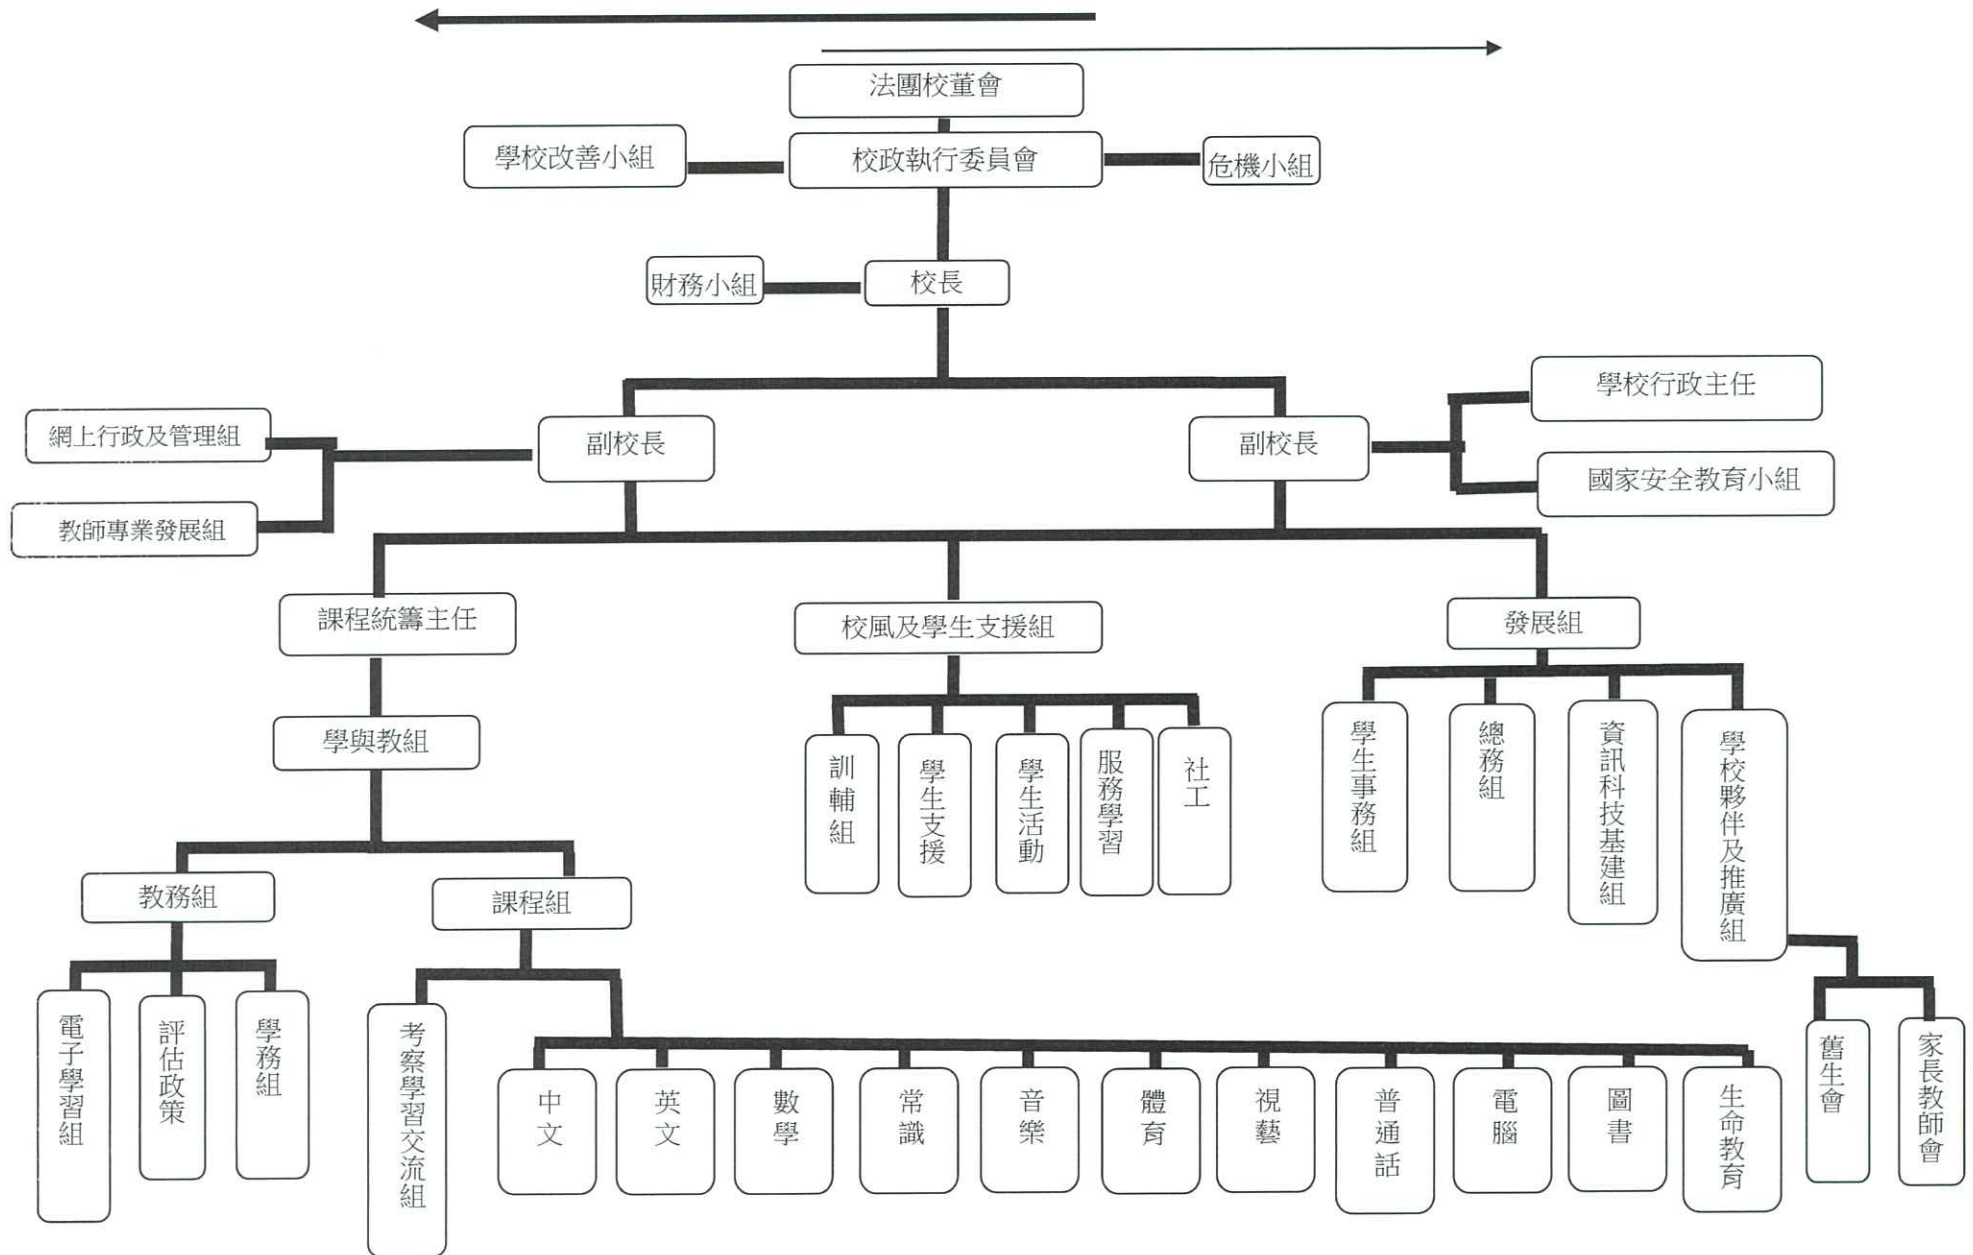 法團校董會
學校改善小組
校政執行委員會
危機小組
財務小組
校長
學校行政主任
網上行政及管理組
副校長
副校長
國家安全教育小組
教師專業發展組
課程統籌主任
校風及學生支援組
發展組
學與教組
訓輔組
學生支援
學生活動
服務學習
社工
學生事務組
總務組
資訊科技基建組
學校夥伴及推廣組
教務組
課程組
電子學習組
評估政策
學務組
考察學習交流組
中文
英文
數學
常識
音樂
體育
視藝
普通話
電腦
圖書
生命教育
舊生會
家長教師會